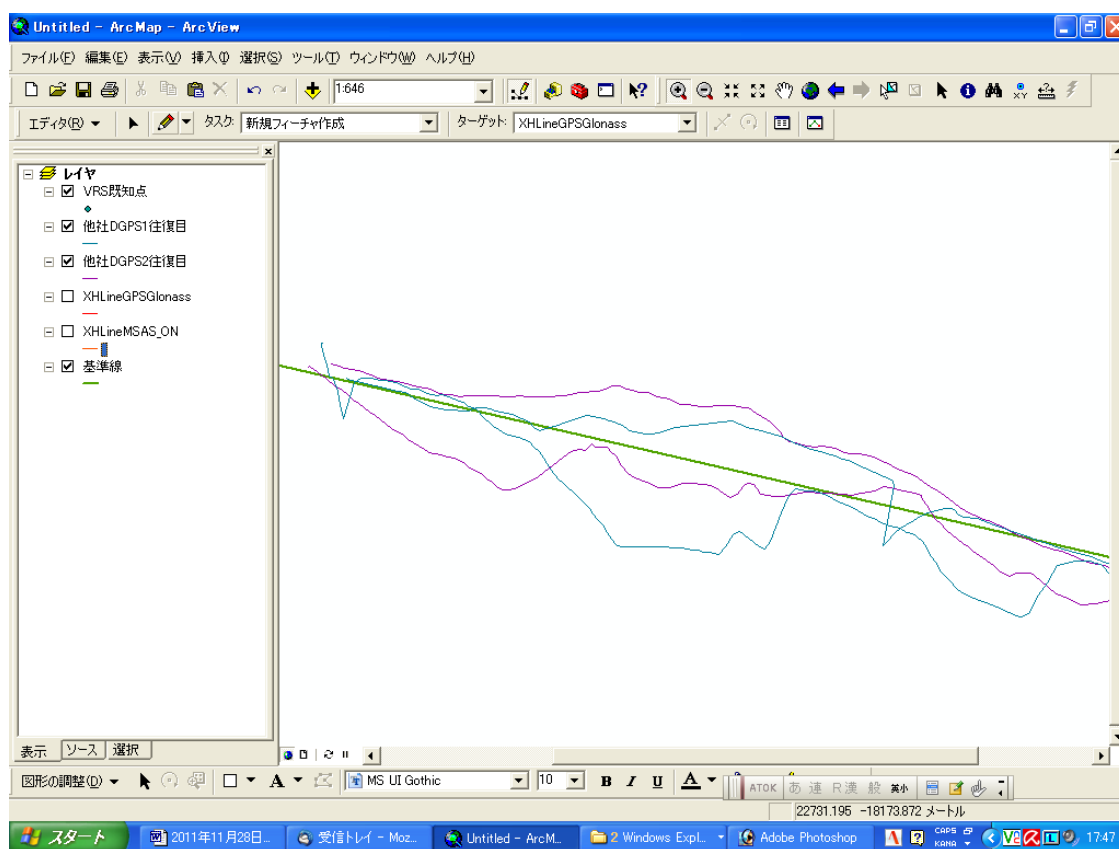 Untitled - ArcMap - ArcView
ファイル(F) 編集(E) 表示(V) 挿入(I) 選択(S) ツール(T) ウィンドウ(W) ヘルプ(H)
1:646
エディタ(R) タスク: 新規フィーチャ作成 ターゲット: XHLineGPSGlonass
レイヤ
VRS既知点
他社DGPS1往復目
他社DGPS2往復目
XHLineGPSGlonass
XHLineMSAS_ON
基準線
表示 ソース 選択
図形の調整(D) A MS UI Gothic 10 B I U A
ATOK あ 連 R漢 般 英小
22731.195 -18173.872 メートル
スタート 2011年11月28日... 受信トレイ - Moz... Untitled - ArcM... 2 Windows Expl... Adobe Photoshop A CAPS KANA 17:47